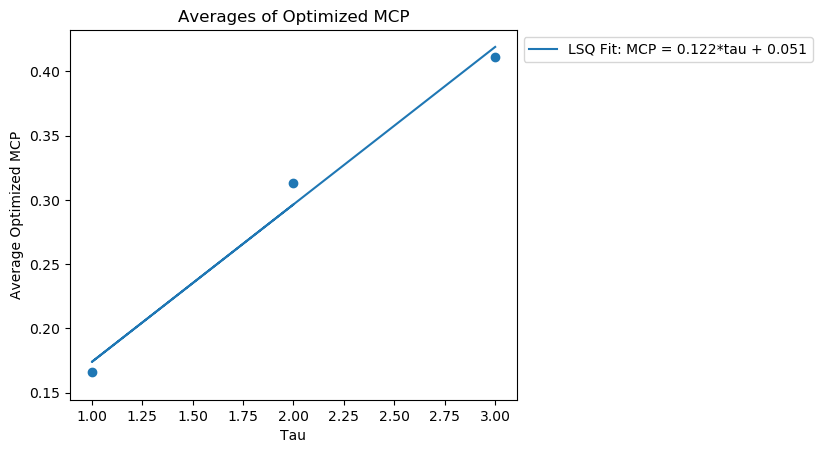 Averages of Optimized MCP
LSQ Fit: MCP = 0.122*tau + 0.051
Average Optimized MCP
0.40
0.35
0.30
0.25
0.20
0.15
1.00 1.25 1.50 1.75 2.00 2.25 2.50 2.75 3.00
Tau